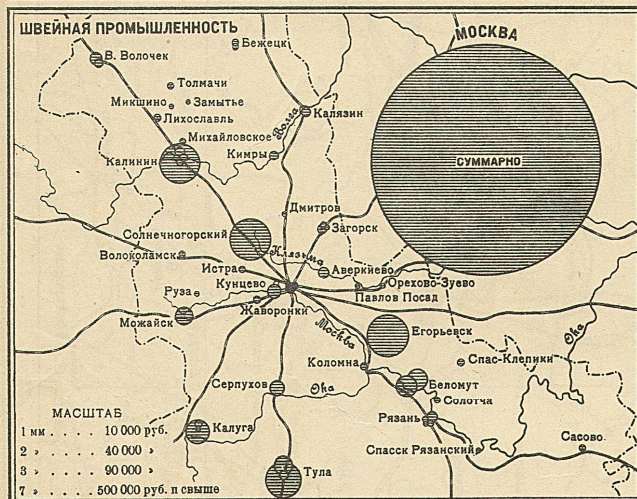 ШВЕЙНАЯ ПРОМЫШЛЕННОСТЬ
МОСКВА
Бежецк
В. Волочек
Толмачи
Микшино
Замытье
Лихославль
Волга
Калязин
Михайловское
Калинин
Кимры
СУММАРНО
Дмитров
Солнечногорский
Загорск
Клязьма
Волоколамск
Истра
Аверкиево
Кунцево
Орехово-Зуево
Руза
Павлов Посад
Жаворонки
Можайск
Москва
Егорьевск
Ока
Коломна
Спас-Клепики
Серпухов
Ока
Беломут
Солотча
МАСШТАБ
Рязань
1 мм . . . . . 10 000 руб.
Калуга
2 " . . . . . 40 000 "
Спасск Рязанский
Сасово
3 " . . . . . 90 000 "
Тула
7 " . . . . . 500 000 руб. и свыше